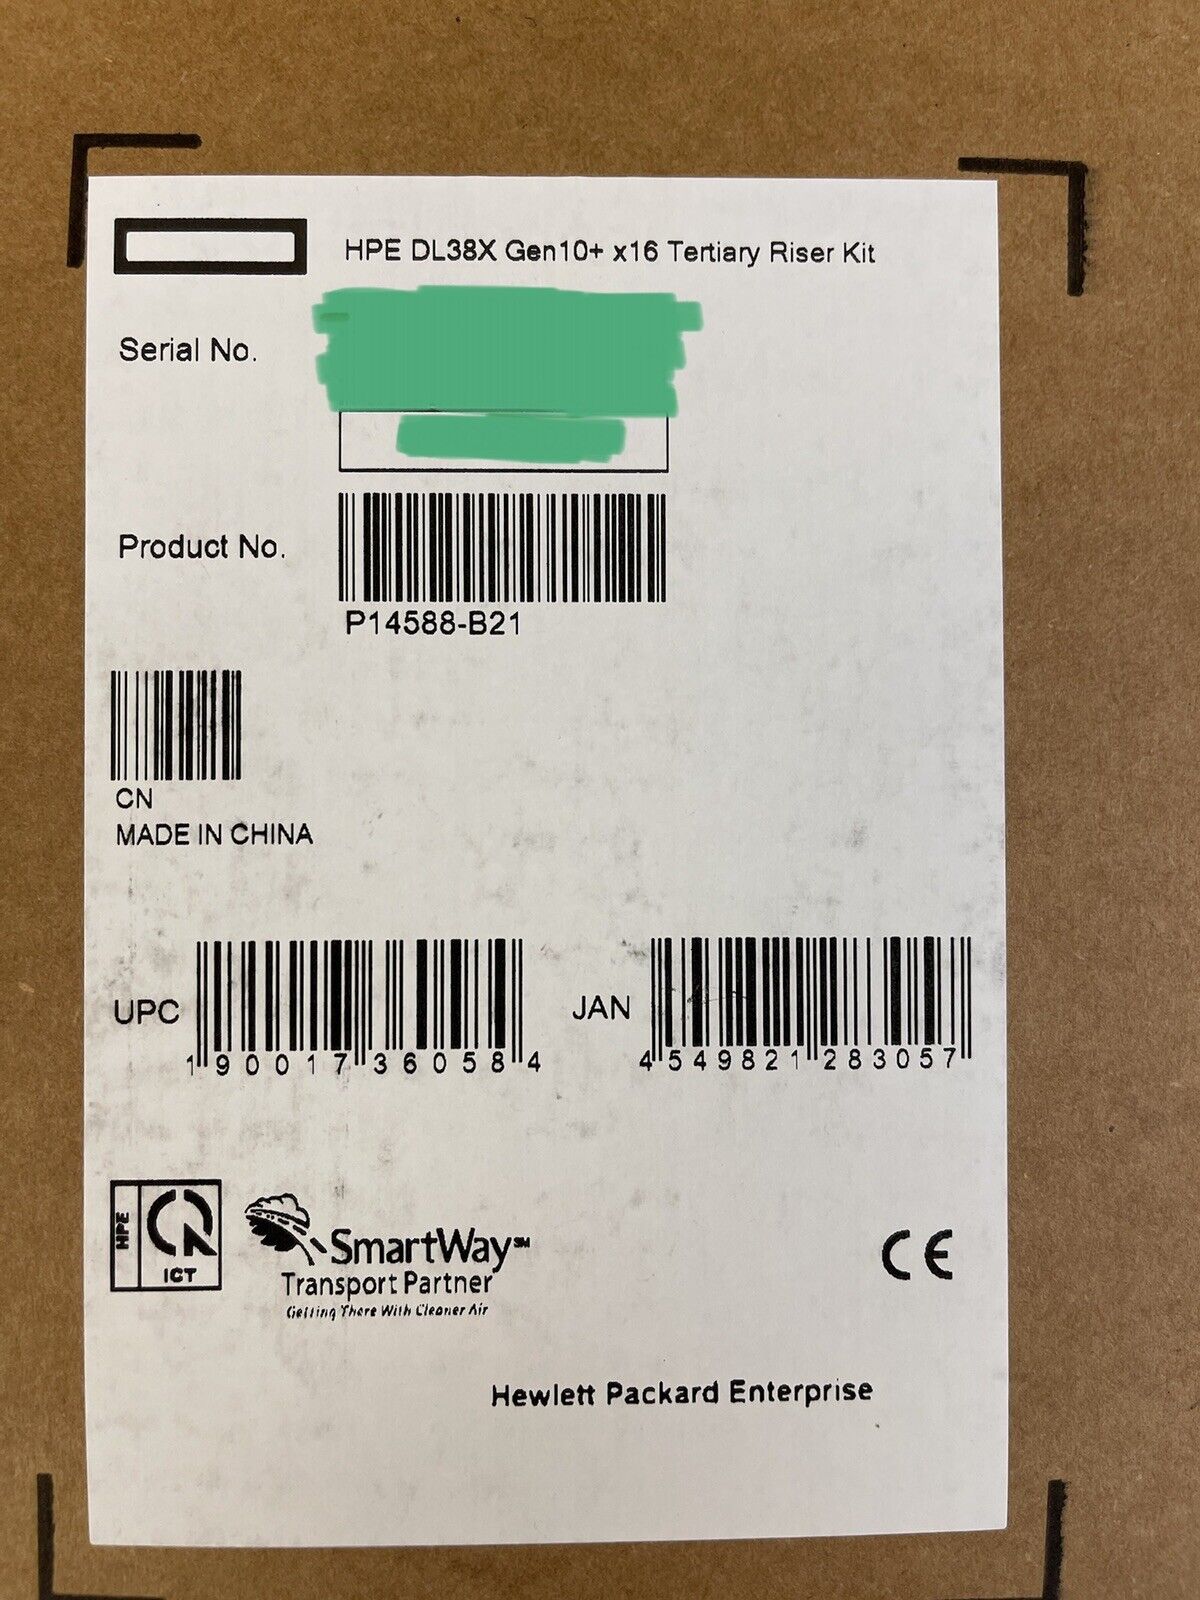 HPE DL38X Gen10+ x16 Tertiary Riser Kit
Serial No.
Product No.
P14588-B21
CN
MADE IN CHINA
UPC
1 90017 36058 4
JAN
4 549821 283057
HPE
ICT
SmartWay℠
Transport Partner
Getting There With Cleaner Air
CE
Hewlett Packard Enterprise